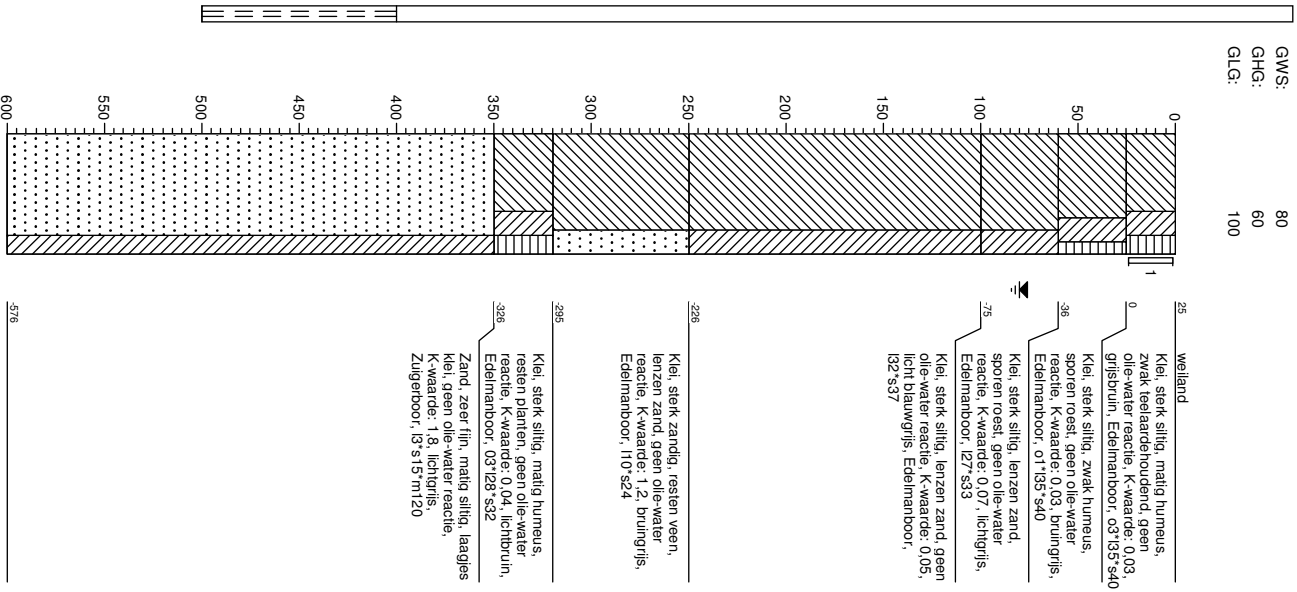 GWS: 80
GHG: 60
GLG: 100
0
50
100
150
200
250
300
350
400
450
500
550
600
1
25
weiland
Klei, sterk siltig, matig humeus,
zwak teelaardehoudend, geen
olie-water reactie, K-waarde: 0,03,
grijsbruin, Edelmanboor, o3*l35*s40
0
Klei, sterk siltig, zwak humeus,
sporen roest, geen olie-water
reactie, K-waarde: 0,03, bruingrijs,
Edelmanboor, o1*l35*s40
-36
Klei, sterk siltig, lenzen zand,
sporen roest, geen olie-water
reactie, K-waarde: 0,07, lichtgrijs,
Edelmanboor, l27*s33
-75
Klei, sterk siltig, lenzen zand, geen
olie-water reactie, K-waarde: 0,05,
licht blauwgrijs, Edelmanboor,
l32*s37
-226
Klei, sterk zandig, resten veen,
lenzen zand, geen olie-water
reactie, K-waarde: 1,2, bruingrijs,
Edelmanboor, l10*s24
-295
Klei, sterk siltig, matig humeus,
resten planten, geen olie-water
reactie, K-waarde: 0,04, lichtbruin,
Edelmanboor, 03*l28*s32
-326
Zand, zeer fijn, matig siltig, laagjes
klei, geen olie-water reactie,
K-waarde: 1,8, lichtgrijs,
Zuigerboor, l3*s15*m120
-576